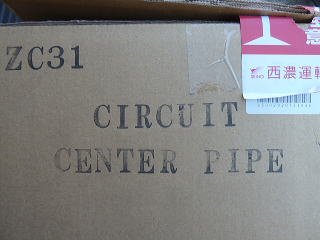 ZC31
西濃運輸
CIRCUIT
CENTER PIPE